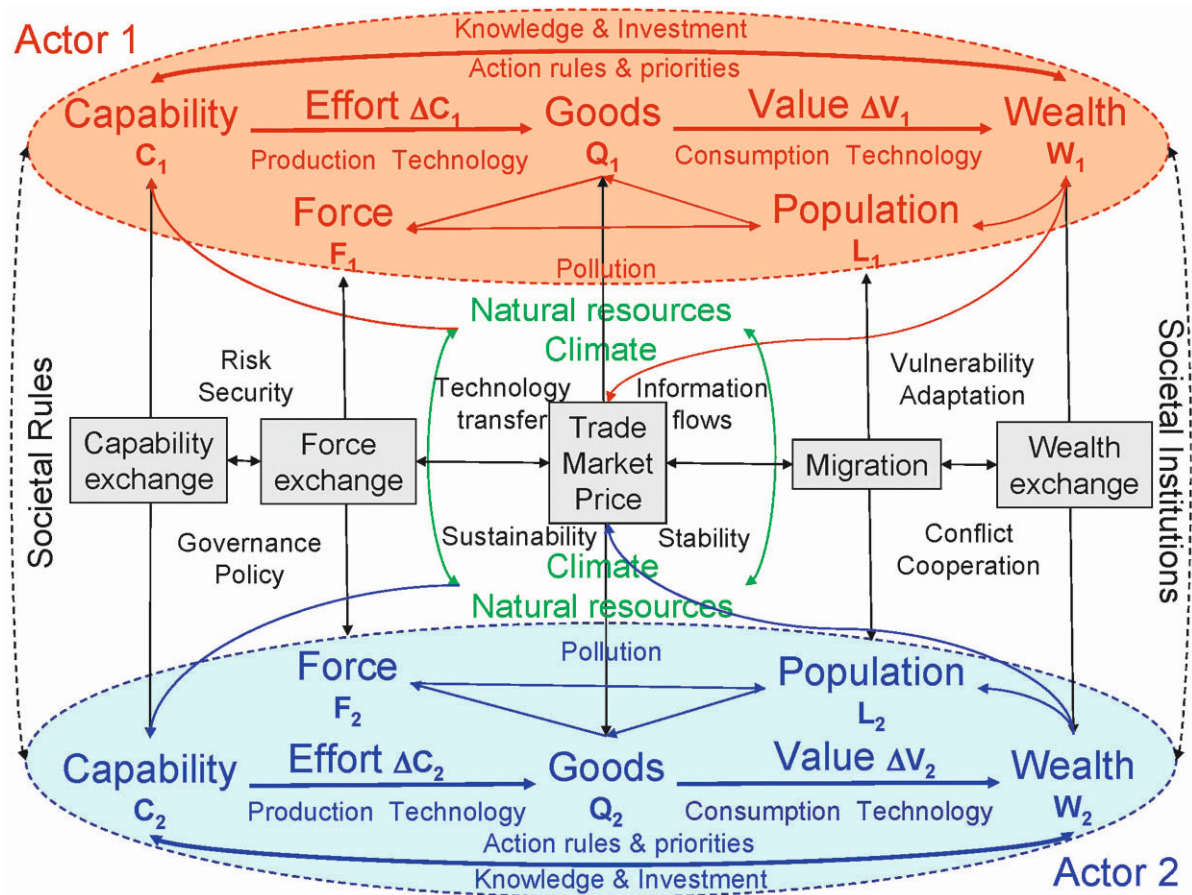 Actor 1
Knowledge & Investment
Action rules & priorities
Capability
C1
Effort ΔC1
Production Technology
Goods
Q1
Value ΔV1
Consumption Technology
Wealth
W1
Force
F1
Population
L1
Pollution
Natural resources
Climate
Societal Rules
Risk
Security
Technology
transfer
Information
flows
Vulnerability
Adaptation
Societal Institutions
Capability
exchange
Force
exchange
Trade
Market
Price
Migration
Wealth
exchange
Governance
Policy
Sustainability
Stability
Conflict
Cooperation
Climate
Natural resources
Force
F2
Pollution
Population
L2
Capability
C2
Effort ΔC2
Production Technology
Goods
Q2
Value ΔV2
Consumption Technology
Wealth
W2
Action rules & priorities
Knowledge & Investment
Actor 2